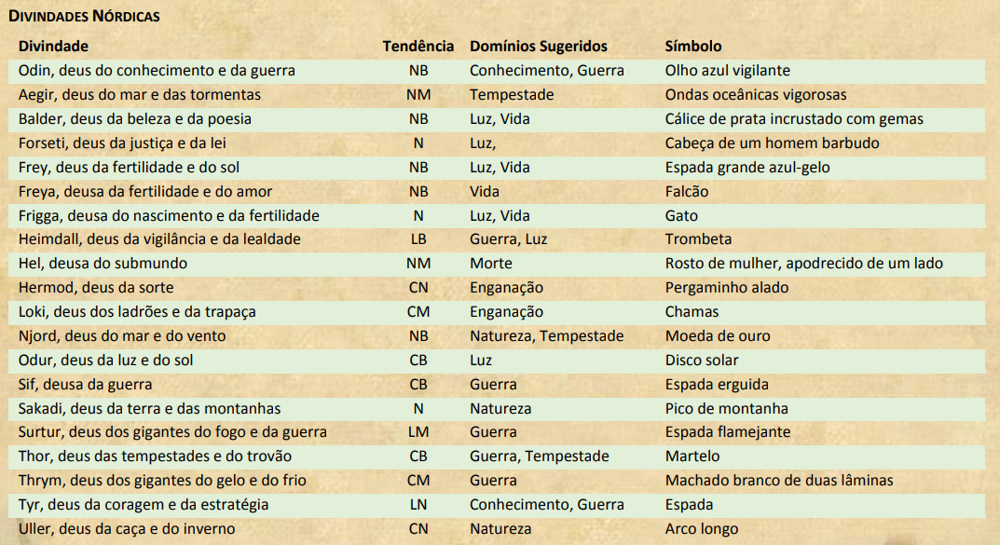 DIVINDADES NÓRDICAS
Divindade Tendência Domínios Sugeridos Símbolo
Odin, deus do conhecimento e da guerra NB Conhecimento, Guerra Olho azul vigilante
Aegir, deus do mar e das tormentas NM Tempestade Ondas oceânicas vigorosas
Balder, deus da beleza e da poesia NB Luz, Vida Cálice de prata incrustado com gemas
Forseti, deus da justiça e da lei N Luz, Cabeça de um homem barbudo
Frey, deus da fertilidade e do sol NB Luz, Vida Espada grande azul-gelo
Freya, deusa da fertilidade e do amor NB Vida Falcão
Frigga, deusa do nascimento e da fertilidade N Luz, Vida Gato
Heimdall, deus da vigilância e da lealdade LB Guerra, Luz Trombeta
Hel, deusa do submundo NM Morte Rosto de mulher, apodrecido de um lado
Hermod, deus da sorte CN Enganação Pergaminho alado
Loki, deus dos ladrões e da trapaça CM Enganação Chamas
Njord, deus do mar e do vento NB Natureza, Tempestade Moeda de ouro
Odur, deus da luz e do sol CB Luz Disco solar
Sif, deusa da guerra CB Guerra Espada erguida
Sakadi, deus da terra e das montanhas N Natureza Pico de montanha
Surtur, deus dos gigantes do fogo e da guerra LM Guerra Espada flamejante
Thor, deus das tempestades e do trovão CB Guerra, Tempestade Martelo
Thrym, deus dos gigantes do gelo e do frio CM Guerra Machado branco de duas lâminas
Tyr, deus da coragem e da estratégia LN Conhecimento, Guerra Espada
Uller, deus da caça e do inverno CN Natureza Arco longo